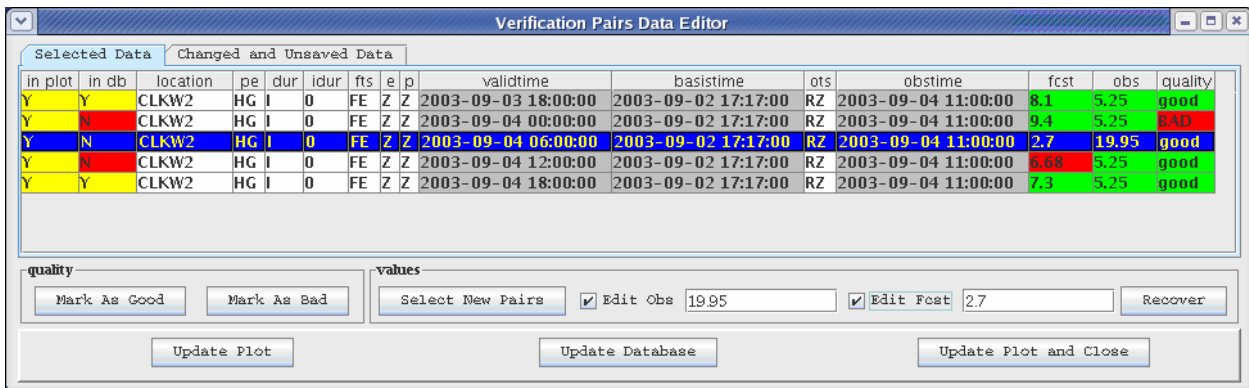 Verification Pairs Data Editor
Selected Data Changed and Unsaved Data
in plot in db location pe dur idur fts e p validtime basistime ots obstime fcst obs quality
Y Y CLKW2 HG I 0 FE Z Z 2003-09-03 18:00:00 2003-09-02 17:17:00 RZ 2003-09-04 11:00:00 8.1 5.25 good
Y N CLKW2 HG I 0 FE Z Z 2003-09-04 00:00:00 2003-09-02 17:17:00 RZ 2003-09-04 11:00:00 9.4 5.25 BAD
Y N CLKW2 HG I 0 FE Z Z 2003-09-04 06:00:00 2003-09-02 17:17:00 RZ 2003-09-04 11:00:00 2.7 19.95 good
Y N CLKW2 HG I 0 FE Z Z 2003-09-04 12:00:00 2003-09-02 17:17:00 RZ 2003-09-04 11:00:00 6.68 5.25 good
Y Y CLKW2 HG I 0 FE Z Z 2003-09-04 18:00:00 2003-09-02 17:17:00 RZ 2003-09-04 11:00:00 7.3 5.25 good
quality values
Mark As Good Mark As Bad Select New Pairs Edit Obs 19.95 Edit Fcst 2.7 Recover
Update Plot Update Database Update Plot and Close